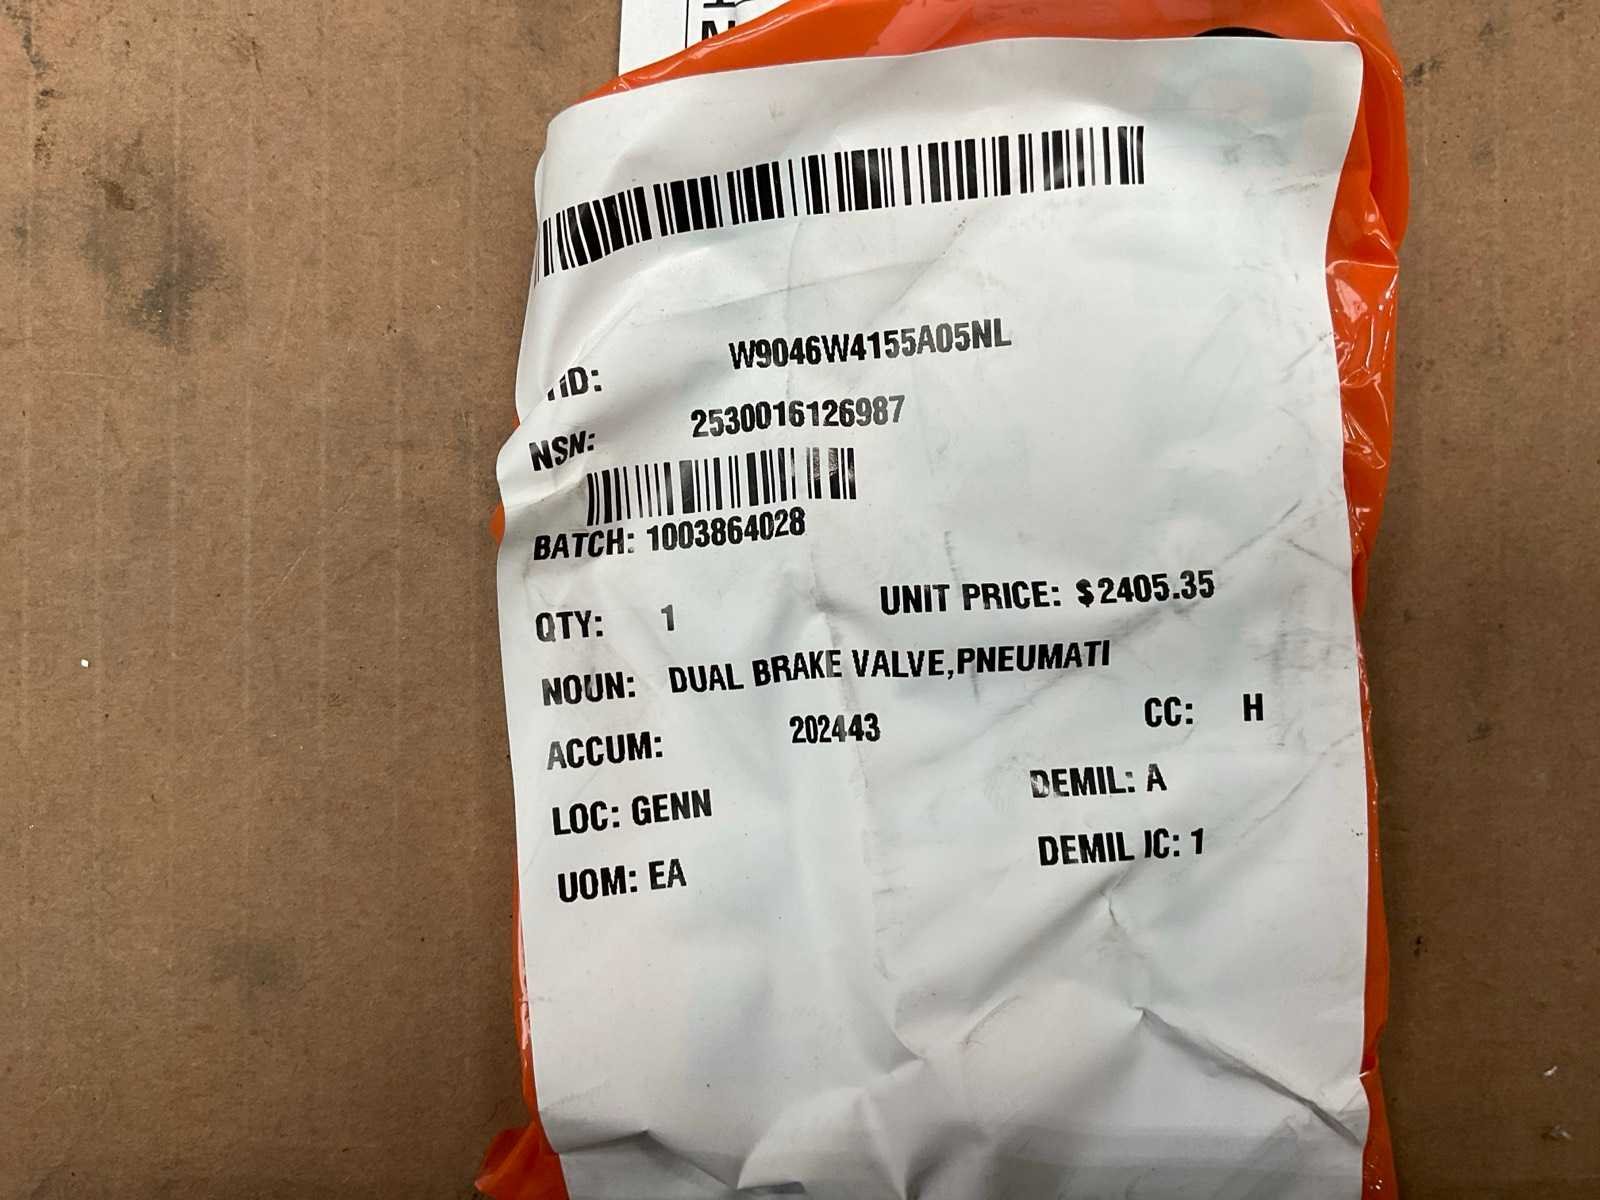 W9046W4155A05NL
NSN: 2530016126987
BATCH: 1003864028
QTY: 1 UNIT PRICE: $2405.35
NOUN: DUAL BRAKE VALVE,PNEUMATI
ACCUM: 202443 CC: H
LOC: GENN DEMIL: A
UOM: EA DEMIL IC: 1